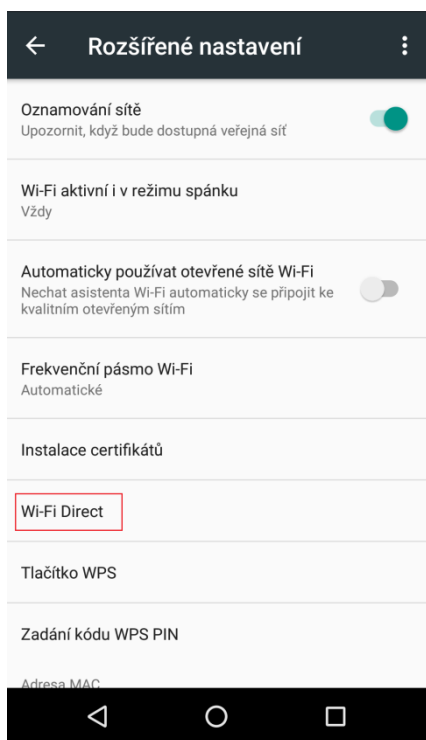 Rozšířené nastavení
Oznamování sítě
Upozornit, když bude dostupná veřejná síť
Wi-Fi aktivní i v režimu spánku
Vždy
Automaticky používat otevřené sítě Wi-Fi
Nechat asistenta Wi-Fi automaticky se připojit ke
kvalitním otevřeným sítím
Frekvenční pásmo Wi-Fi
Automatické
Instalace certifikátů
Wi-Fi Direct
Tlačítko WPS
Zadání kódu WPS PIN
Adresa MAC